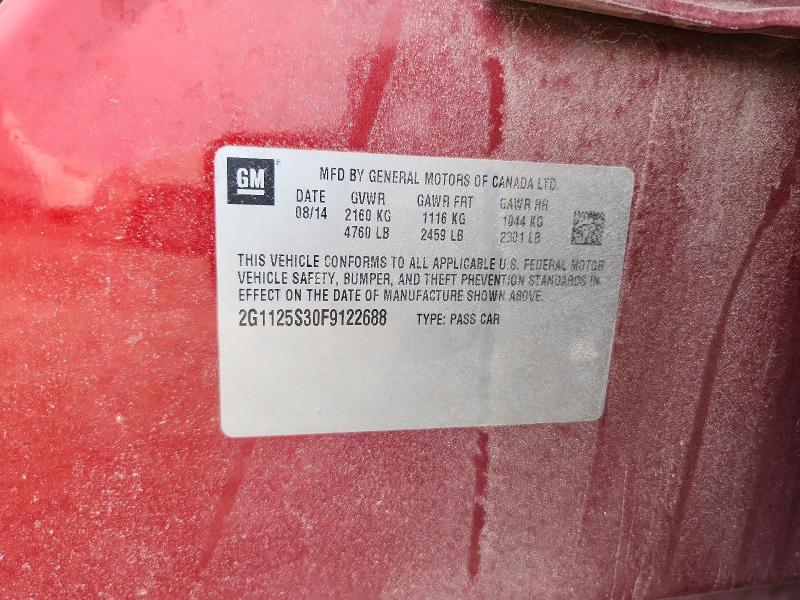 GM ® MFD BY GENERAL MOTORS OF CANADA LTD.
DATE GVWR GAWR FRT GAWR RR
08/14 2160 KG 1116 KG 1044 KG
4760 LB 2459 LB 2301 LB
THIS VEHICLE CONFORMS TO ALL APPLICABLE U.S. FEDERAL MOTOR
VEHICLE SAFETY, BUMPER, AND THEFT PREVENTION STANDARDS IN
EFFECT ON THE DATE OF MANUFACTURE SHOWN ABOVE.
2G1125S30F9122688 TYPE: PASS CAR